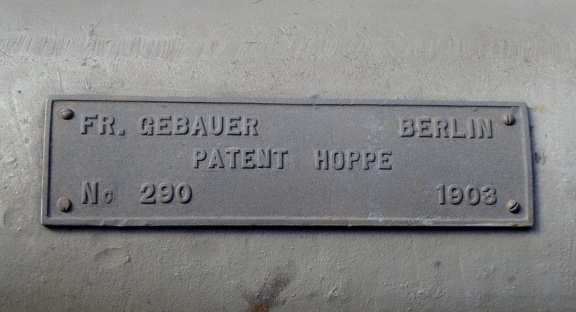 FR. GEBAUER BERLIN
PATENT HOPPE
No 290 1903